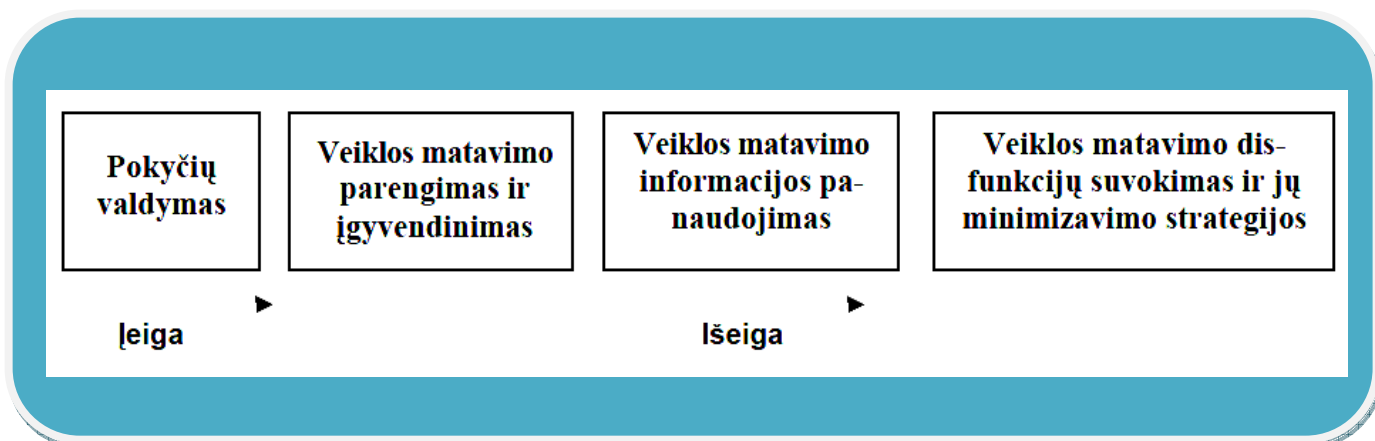 Pokyčių
valdymas
Veiklos matavimo
parengimas ir
įgyvendinimas
Veiklos matavimo
informacijos pa-
naudojimas
Veiklos matavimo dis-
funkcijų suvokimas ir jų
minimizavimo strategijos
Įeiga
Išeiga